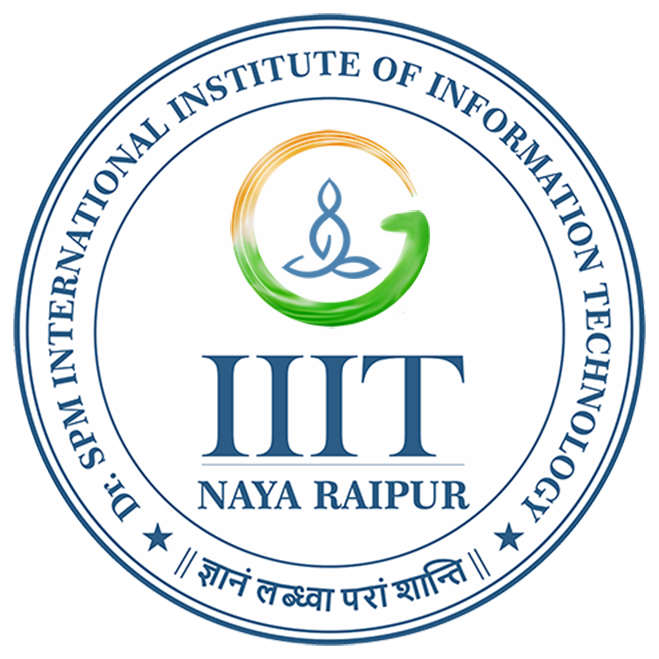 Dr. SPM INTERNATIONAL INSTITUTE OF INFORMATION TECHNOLOGY
IIIT
NAYA RAIPUR
|| ज्ञानं लब्ध्वा परां शान्ति ||